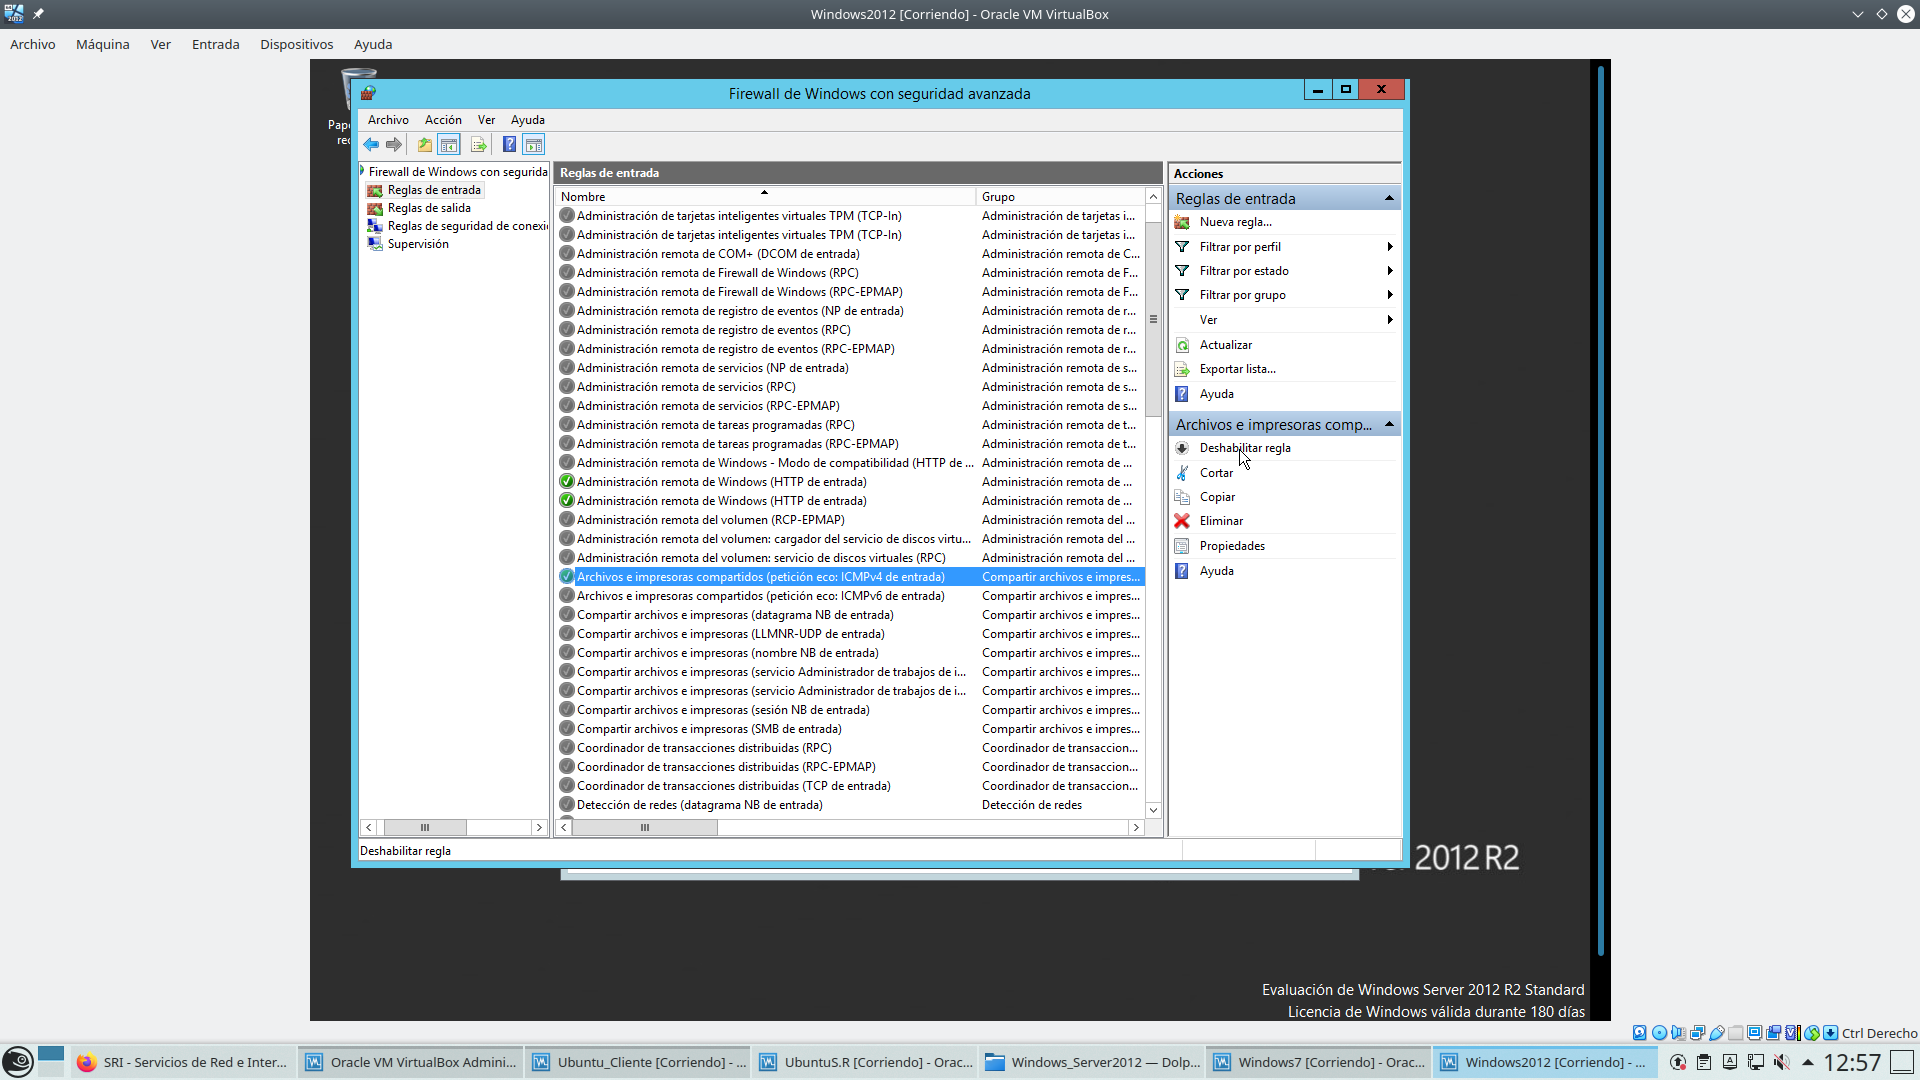 Windows2012 [Corriendo] - Oracle VM VirtualBox
Archivo Máquina Ver Entrada Dispositivos Ayuda
Firewall de Windows con seguridad avanzada
Archivo Acción Ver Ayuda
Firewall de Windows con segurida
Reglas de entrada
Reglas de salida
Reglas de seguridad de conexi
Supervisión
Reglas de entrada
Nombre Grupo
Administración de tarjetas inteligentes virtuales TPM (TCP-In) Administración de tarjetas i...
Administración de tarjetas inteligentes virtuales TPM (TCP-In) Administración de tarjetas i...
Administración remota de COM+ (DCOM de entrada) Administración remota de C...
Administración remota de Firewall de Windows (RPC) Administración remota de F...
Administración remota de Firewall de Windows (RPC-EPMAP) Administración remota de F...
Administración remota de registro de eventos (NP de entrada) Administración remota de r...
Administración remota de registro de eventos (RPC) Administración remota de r...
Administración remota de registro de eventos (RPC-EPMAP) Administración remota de r...
Administración remota de servicios (NP de entrada) Administración remota de s...
Administración remota de servicios (RPC) Administración remota de s...
Administración remota de servicios (RPC-EPMAP) Administración remota de s...
Administración remota de tareas programadas (RPC) Administración remota de t...
Administración remota de tareas programadas (RPC-EPMAP) Administración remota de t...
Administración remota de Windows - Modo de compatibilidad (HTTP de ... Administración remota de ...
Administración remota de Windows (HTTP de entrada) Administración remota de ...
Administración remota de Windows (HTTP de entrada) Administración remota de ...
Administración remota del volumen (RCP-EPMAP) Administración remota del ...
Administración remota del volumen: cargador del servicio de discos virtu... Administración remota del ...
Administración remota del volumen: servicio de discos virtuales (RPC) Administración remota del ...
Archivos e impresoras compartidos (petición eco: ICMPv4 de entrada) Compartir archivos e impres...
Archivos e impresoras compartidos (petición eco: ICMPv6 de entrada) Compartir archivos e impres...
Compartir archivos e impresoras (datagrama NB de entrada) Compartir archivos e impres...
Compartir archivos e impresoras (LLMNR-UDP de entrada) Compartir archivos e impres...
Compartir archivos e impresoras (nombre NB de entrada) Compartir archivos e impres...
Compartir archivos e impresoras (servicio Administrador de trabajos de i... Compartir archivos e impres...
Compartir archivos e impresoras (servicio Administrador de trabajos de i... Compartir archivos e impres...
Compartir archivos e impresoras (sesión NB de entrada) Compartir archivos e impres...
Compartir archivos e impresoras (SMB de entrada) Compartir archivos e impres...
Coordinador de transacciones distribuidas (RPC) Coordinador de transaccion...
Coordinador de transacciones distribuidas (RPC-EPMAP) Coordinador de transaccion...
Coordinador de transacciones distribuidas (TCP de entrada) Coordinador de transaccion...
Detección de redes (datagrama NB de entrada) Detección de redes
Acciones
Reglas de entrada
Nueva regla...
Filtrar por perfil
Filtrar por estado
Filtrar por grupo
Ver
Actualizar
Exportar lista...
Ayuda
Archivos e impresoras comp...
Deshabilitar regla
Cortar
Copiar
Eliminar
Propiedades
Ayuda
Deshabilitar regla
2012 R2
Evaluación de Windows Server 2012 R2 Standard
Licencia de Windows válida durante 180 días
Ctrl Derecho
SRI - Servicios de Red e Inter...
Oracle VM VirtualBox Admini...
Ubuntu_Cliente [Corriendo] - ...
UbuntuS.R [Corriendo] - Orac...
Windows_Server2012 — Dolp...
Windows7 [Corriendo] - Orac...
Windows2012 [Corriendo] - ...
12:57